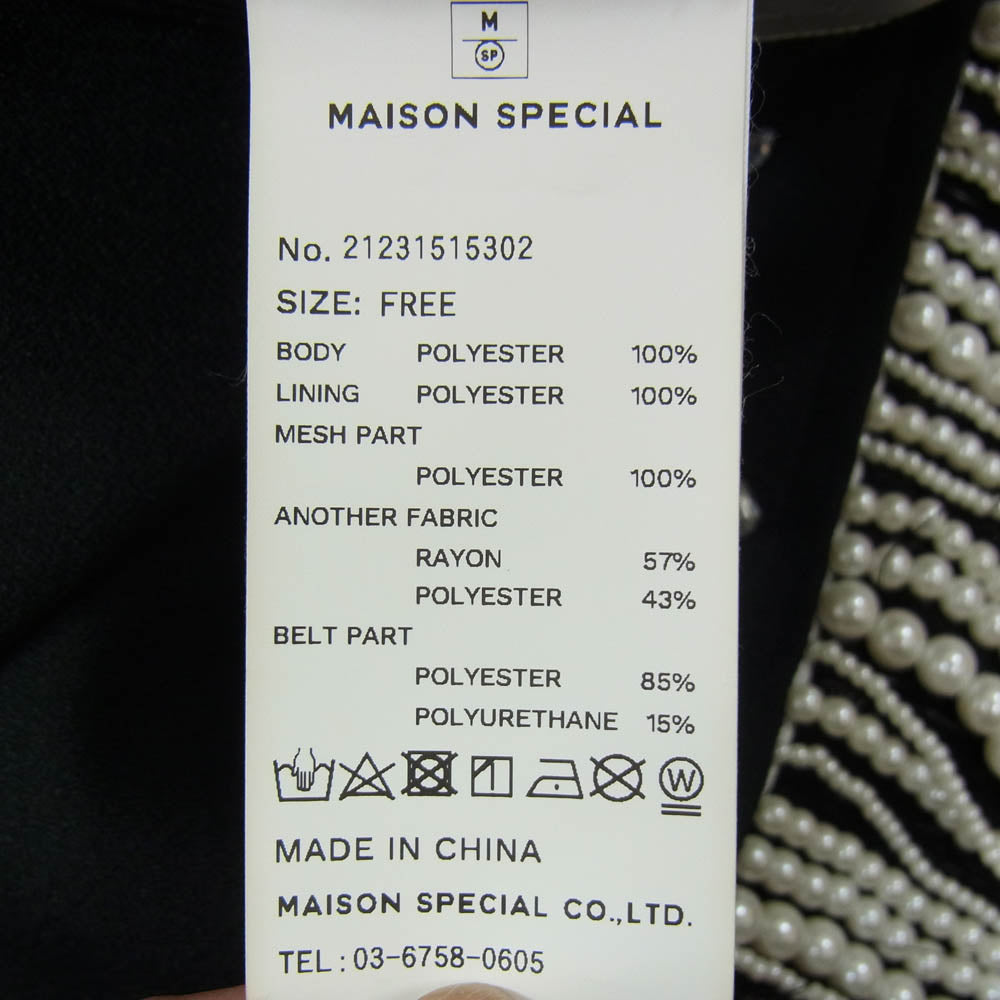 M
SP
MAISON SPECIAL
No. 21231515302
SIZE: FREE
BODY POLYESTER 100%
LINING POLYESTER 100%
MESH PART
POLYESTER 100%
ANOTHER FABRIC
RAYON 57%
POLYESTER 43%
BELT PART
POLYESTER 85%
POLYURETHANE 15%
W
MADE IN CHINA
MAISON SPECIAL CO.,LTD.
TEL:03-6758-0605